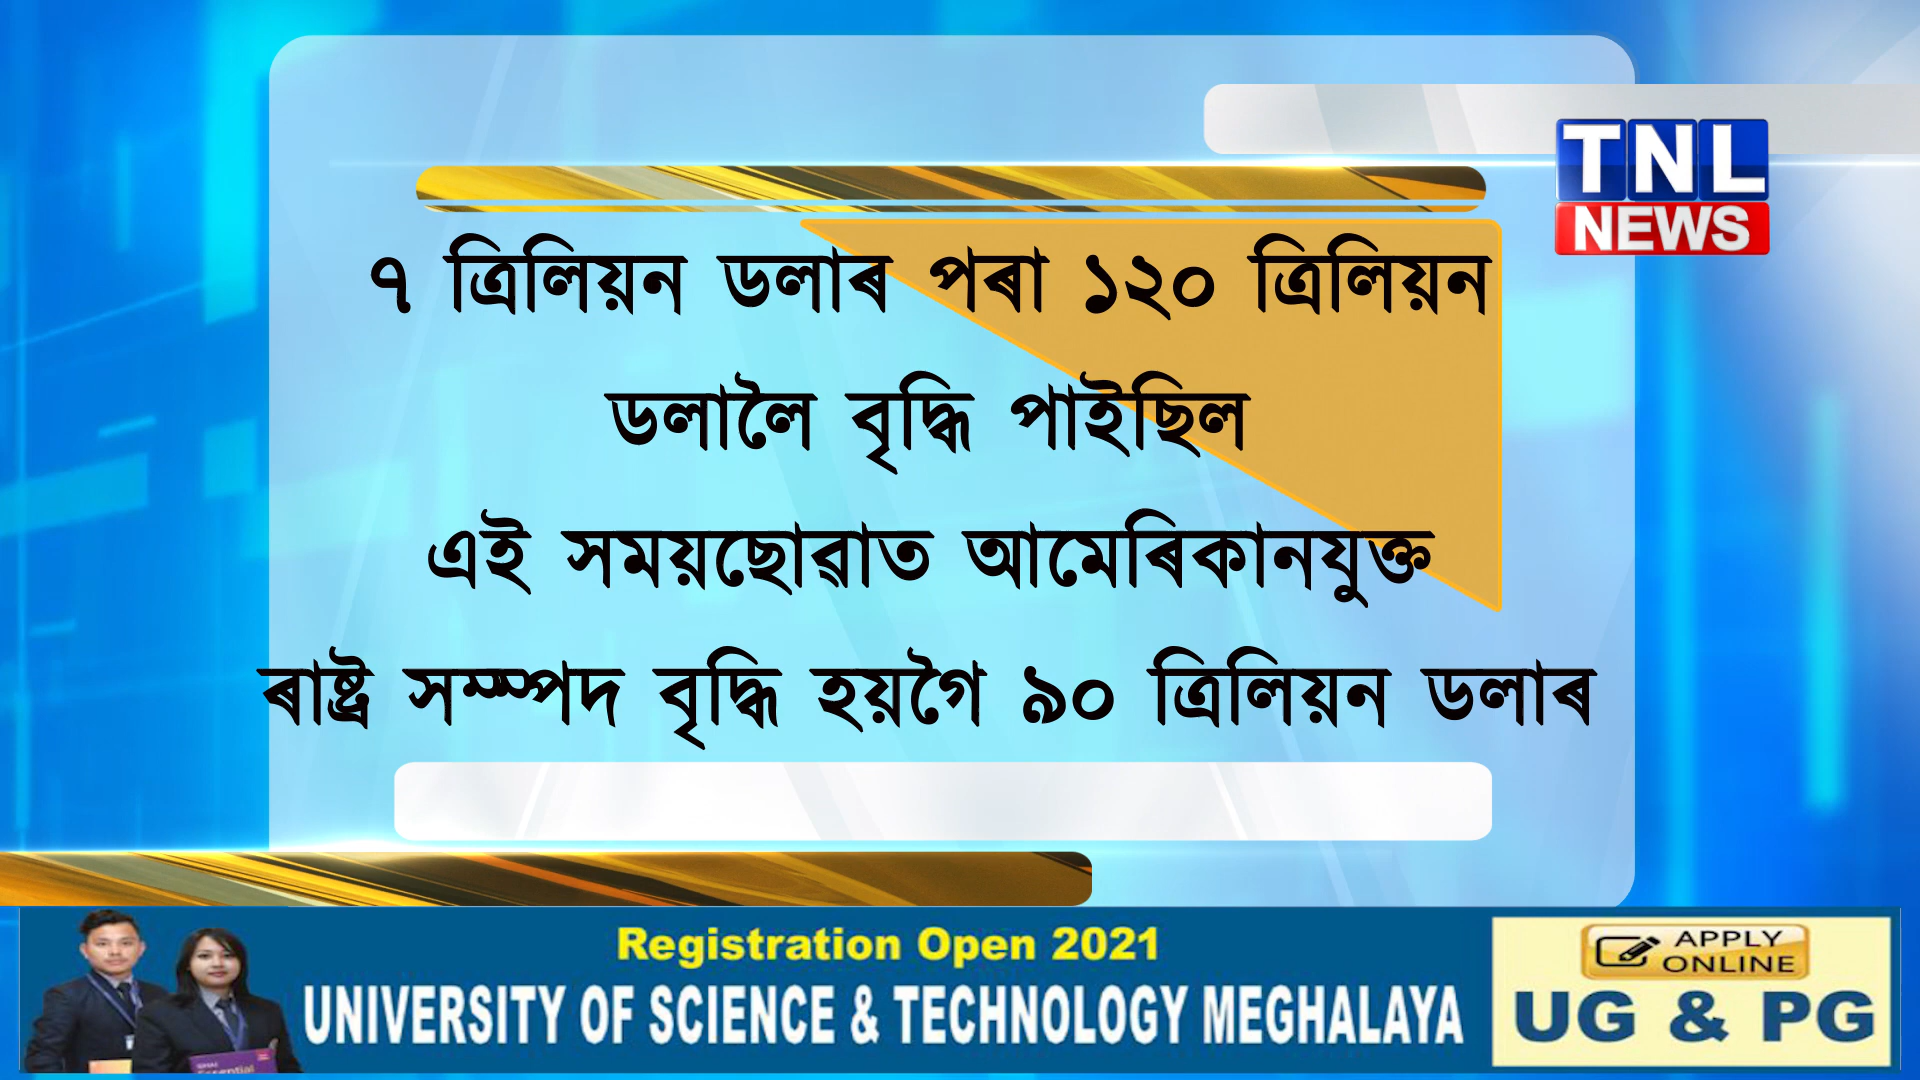 TNL
NEWS
৭ ত্ৰিলিয়ন ডলাৰ পৰা ১২০ ত্ৰিলিয়ন
ডলালৈ বৃদ্ধি পাইছিল
এই সময়ছোৱাত আমেৰিকানযুক্ত
ৰাষ্ট্ৰ সম্পদ বৃদ্ধি হয়গৈ ৯০ ত্ৰিলিয়ন ডলাৰ
Registration Open 2021
UNIVERSITY OF SCIENCE & TECHNOLOGY MEGHALAYA
APPLY
ONLINE
UG & PG